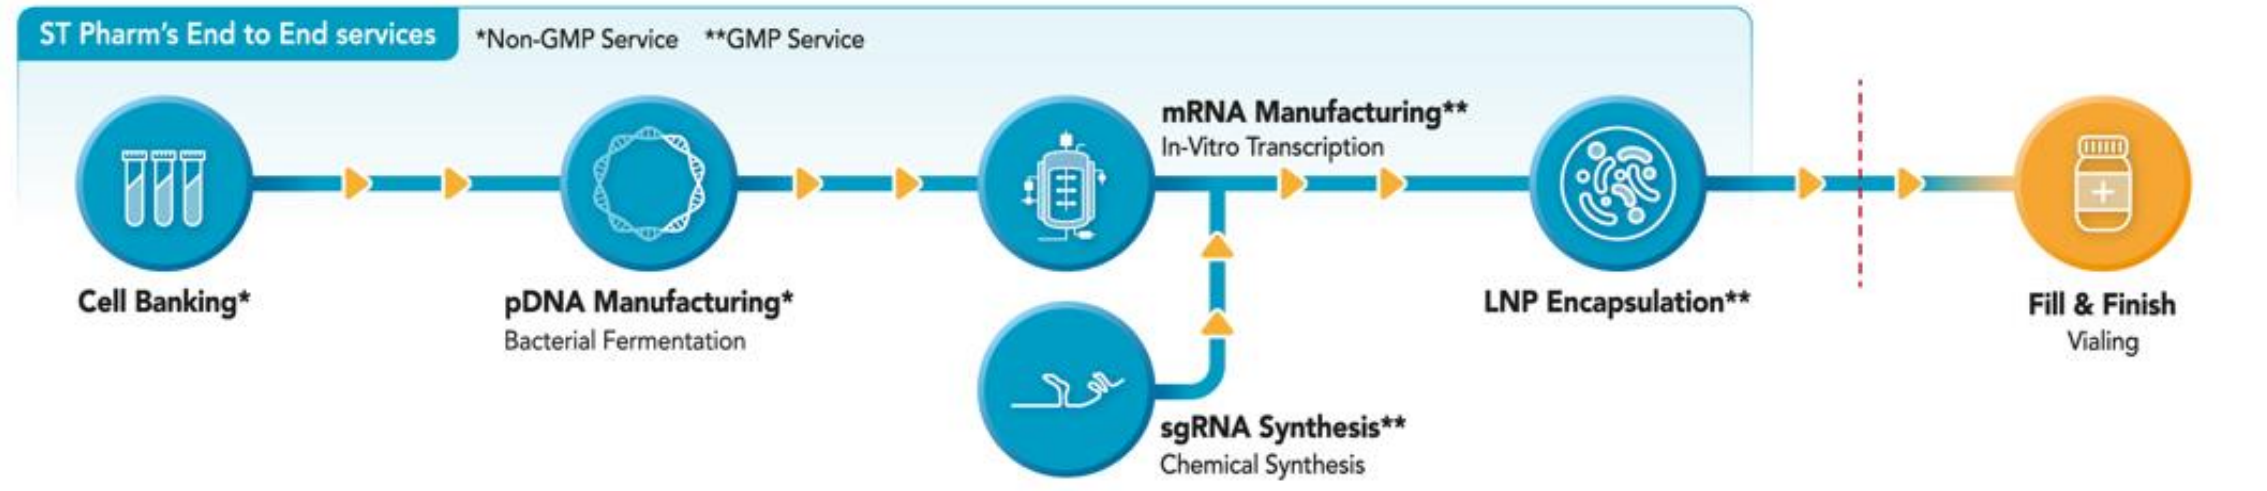 ST Pharm's End to End services
*Non-GMP Service **GMP Service
mRNA Manufacturing**
In-Vitro Transcription
Cell Banking*
pDNA Manufacturing*
Bacterial Fermentation
LNP Encapsulation**
Fill & Finish
Vialing
sgRNA Synthesis**
Chemical Synthesis